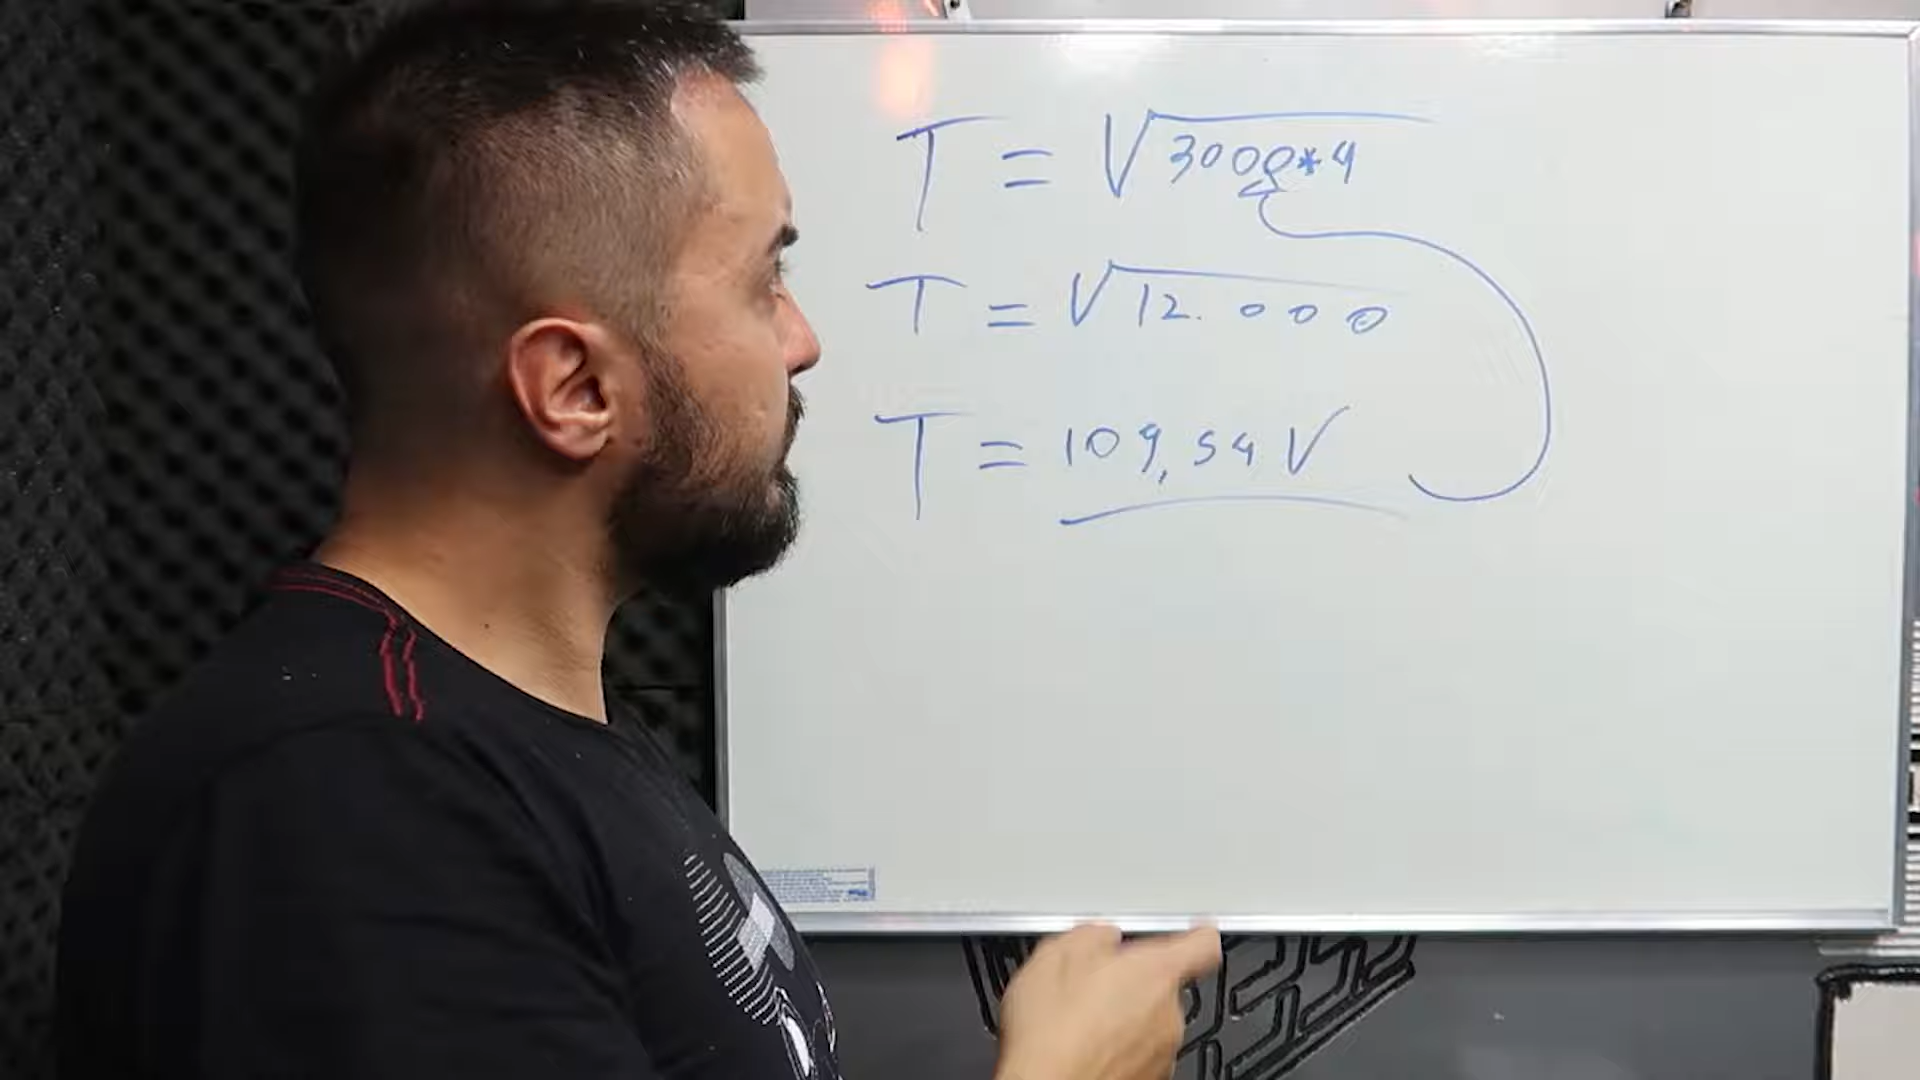 T = √3000*4
T = √12.000
T = 109,54 V